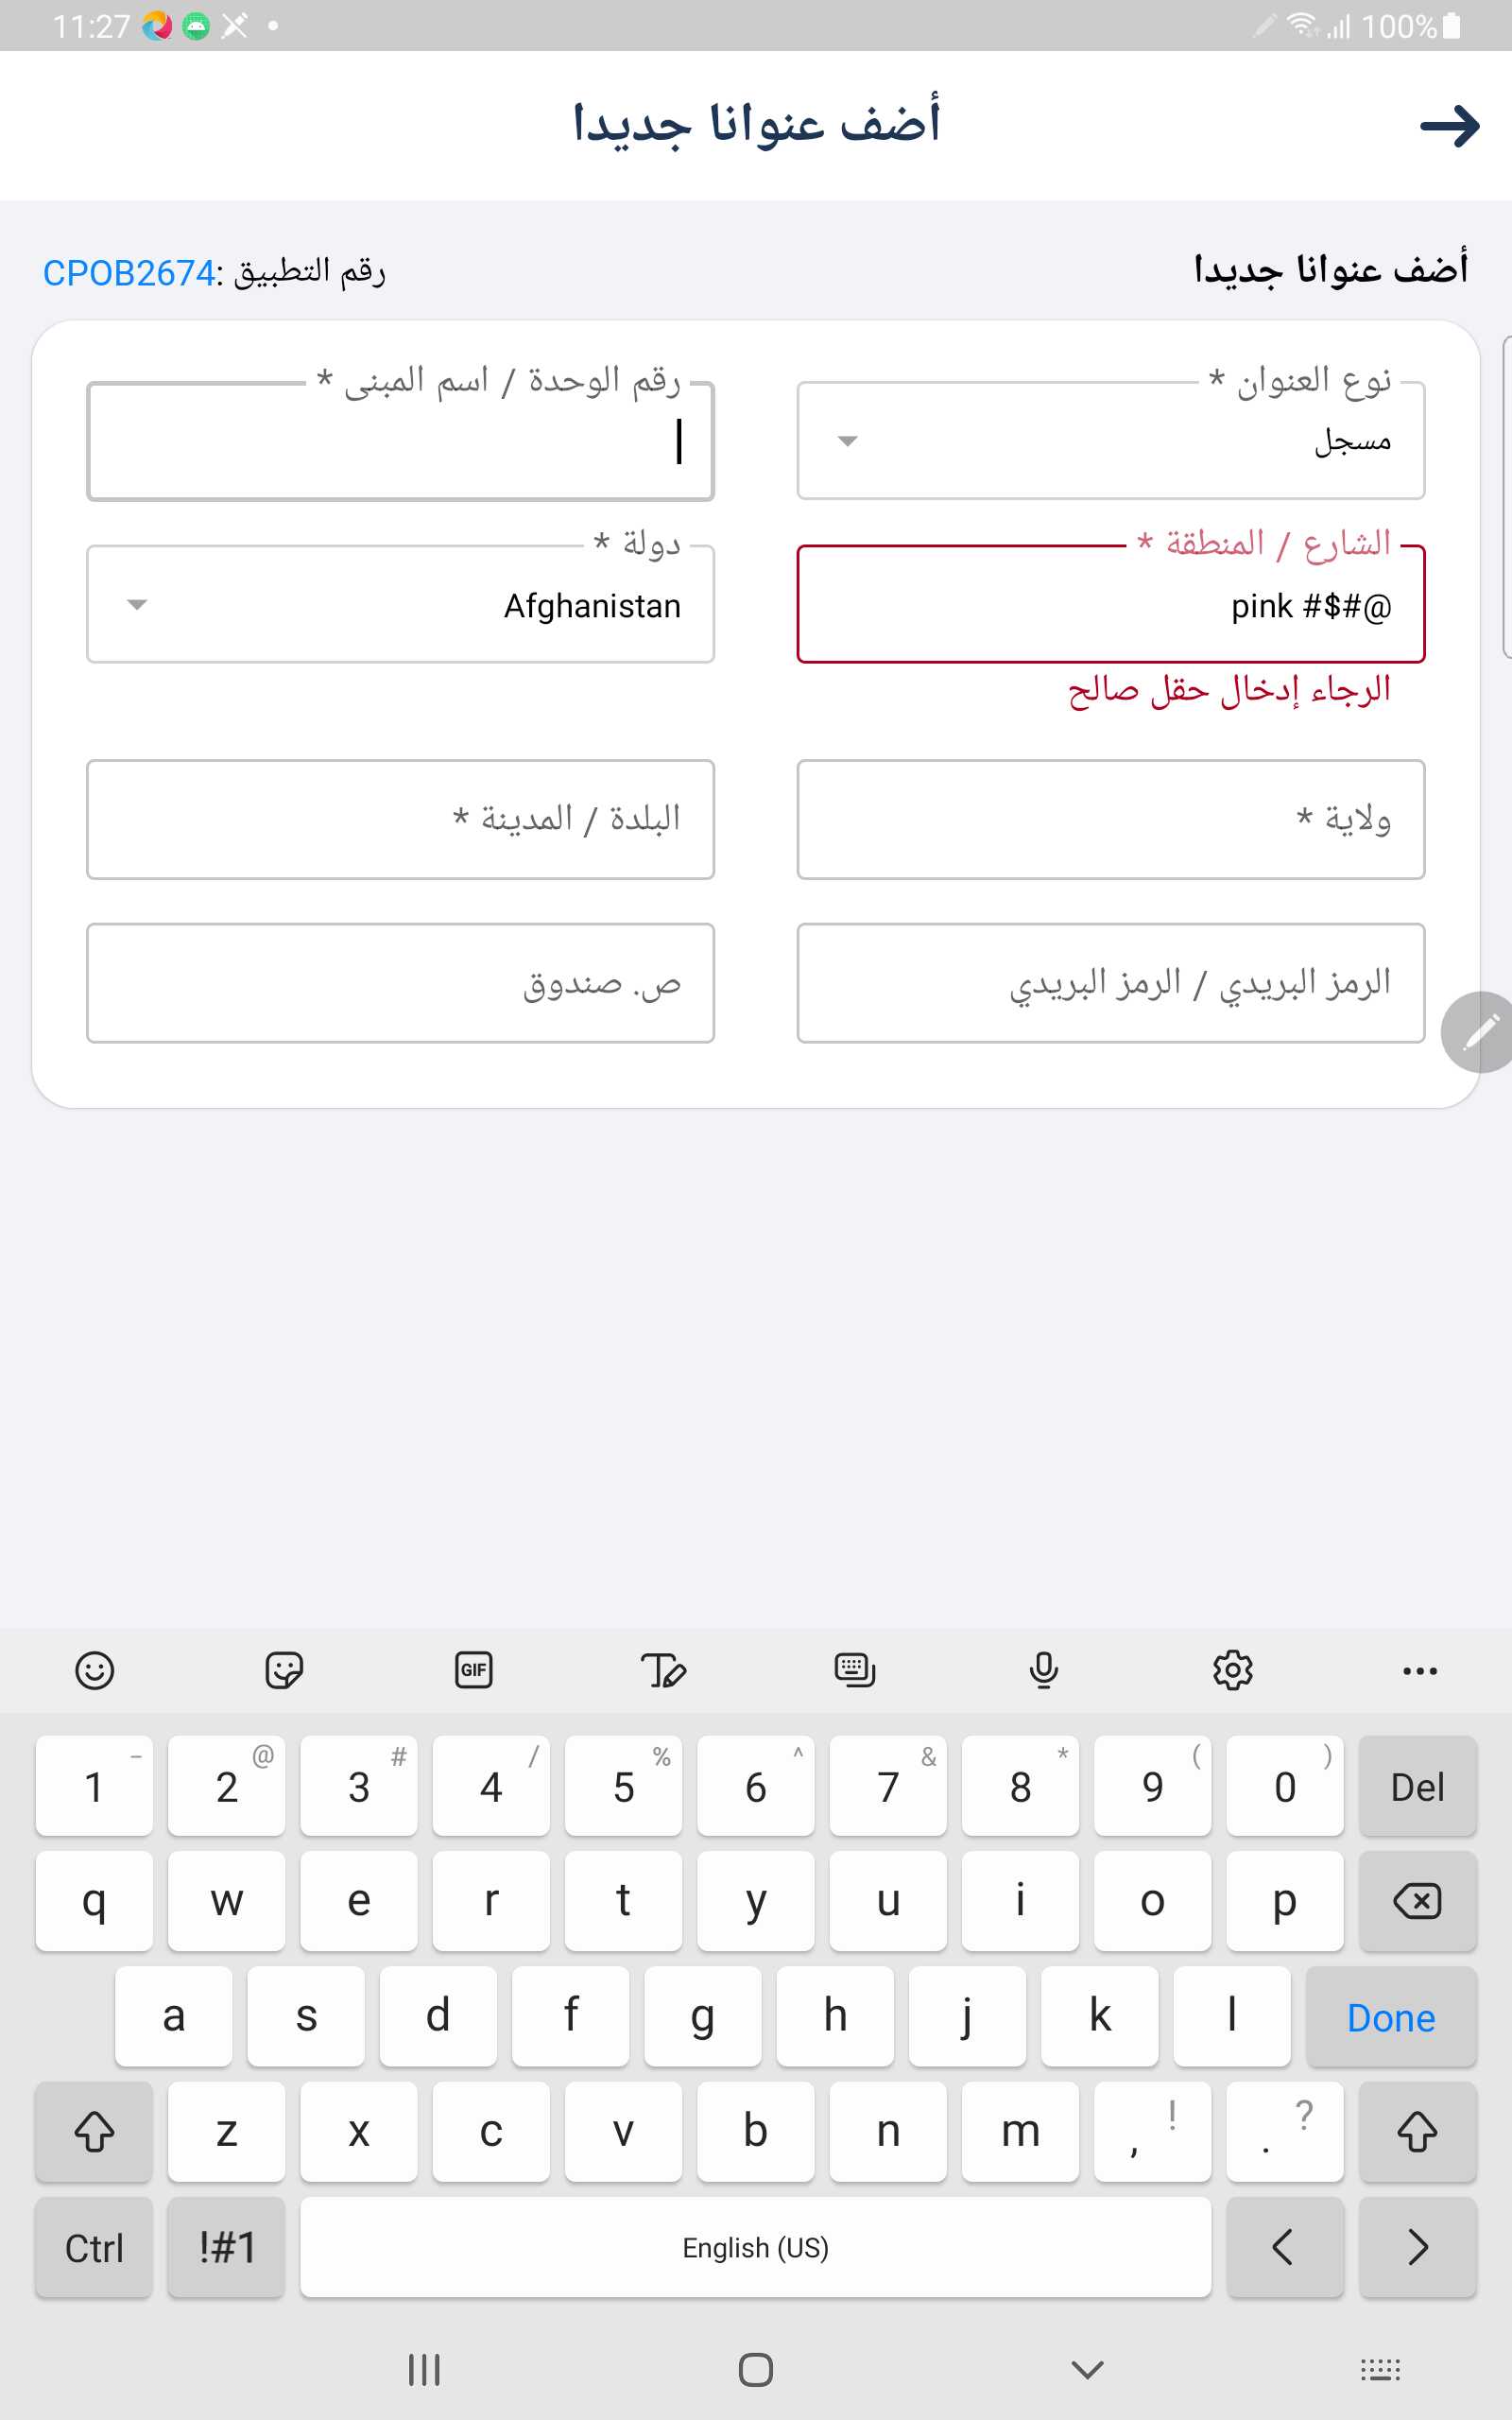 11:27
100%
أضف عنوانا جديدا
أضف عنوانا جديدا
رقم التطبيق :CPOB2674
نوع العنوان *
مسجل
رقم الوحدة / اسم المبنى *
الشارع / المنطقة *
pink #$#@
الرجاء إدخال حقل صالح
دولة *
Afghanistan
ولاية *
البلدة / المدينة *
الرمز البريدي / الرمز البريدي
ص. صندوق
GIF
1 – 2 @ 3 # 4 / 5 % 6 ^ 7 & 8 * 9 ( 0 ) Del
q w e r t y u i o p
a s d f g h j k l Done
z x c v b n m , ! . ?
Ctrl !#1 English (US) < >